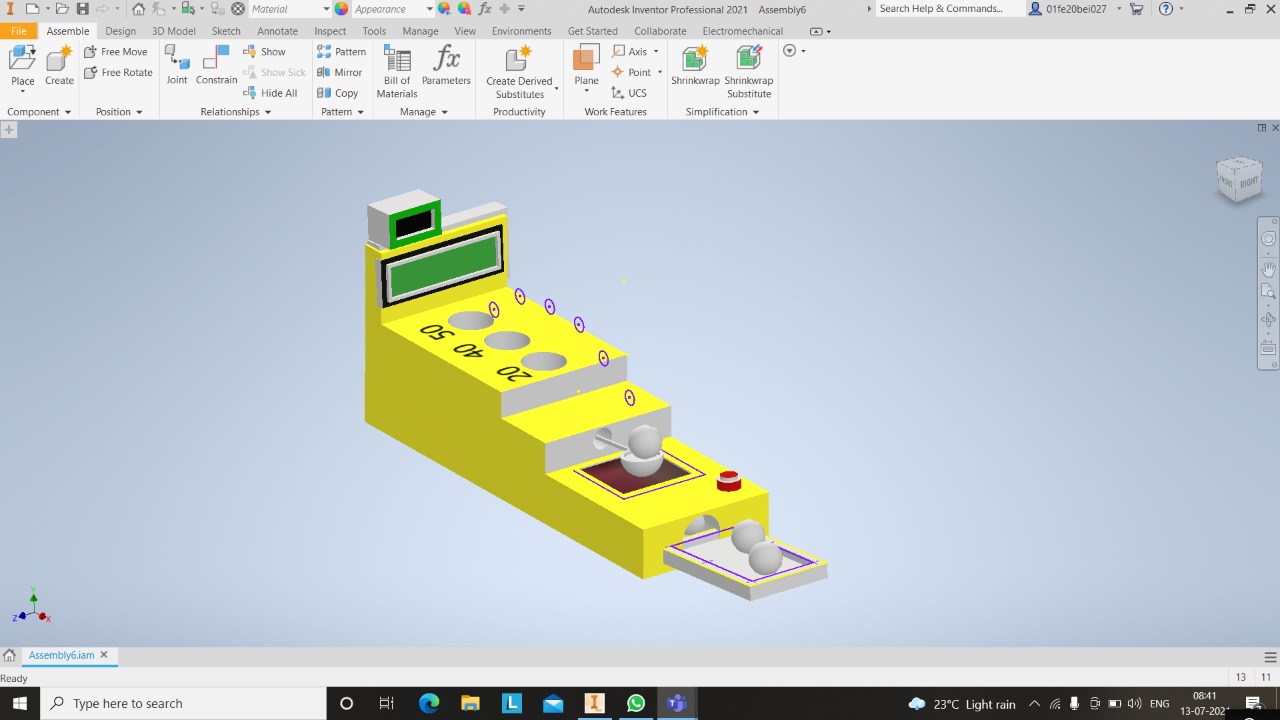 Material
Appearance
fx
Autodesk Inventor Professional 2021 Assembly6
Search Help & Commands...
01fe20bei027
File
Assemble
Design
3D Model
Sketch
Annotate
Inspect
Tools
Manage
View
Environments
Get Started
Collaborate
Electromechanical
Place
Create
Free Move
Free Rotate
Joint
Constrain
Show
Show Sick
Hide All
Pattern
Mirror
Copy
Bill of
Materials
fx
Parameters
Create Derived
Substitutes
Plane
Axis
Point
UCS
Shrinkwrap
Shrinkwrap
Substitute
Component
Position
Relationships
Pattern
Manage
Productivity
Work Features
Simplification
FRONT
RIGHT
50
40
20
Y
Z
X
Assembly6.iam
Ready
13
11
Type here to search
L
I
23°C Light rain
ENG
08:41
13-07-202